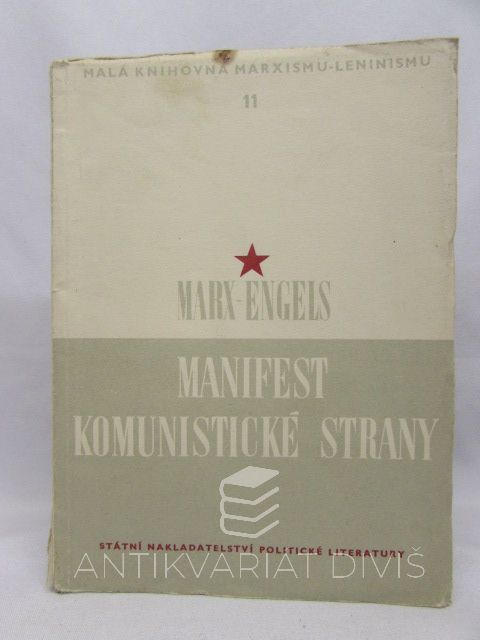 MALÁ KNIHOVNA MARXISMU-LENINISMU
11
MARX-ENGELS
MANIFEST
KOMUNISTICKÉ STRANY
STÁTNÍ NAKLADATELSTVÍ POLITICKÉ LITERATURY
ANTIKVARIÁT DIVIŠ